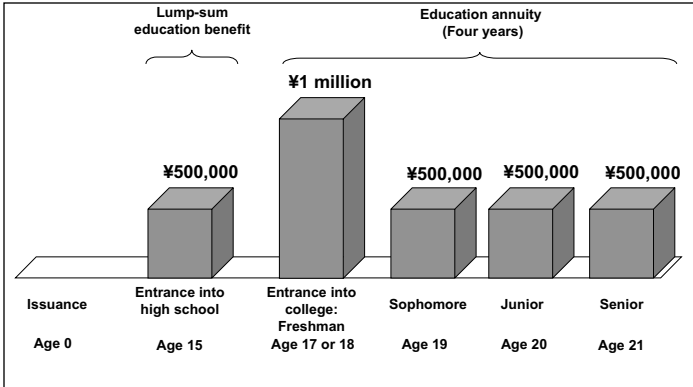 Lump-sum
education benefit
Education annuity
(Four years)
¥1 million
¥500,000
¥500,000
¥500,000
¥500,000
Issuance
Age 0
Entrance into
high school
Age 15
Entrance into
college:
Freshman
Age 17 or 18
Sophomore
Age 19
Junior
Age 20
Senior
Age 21